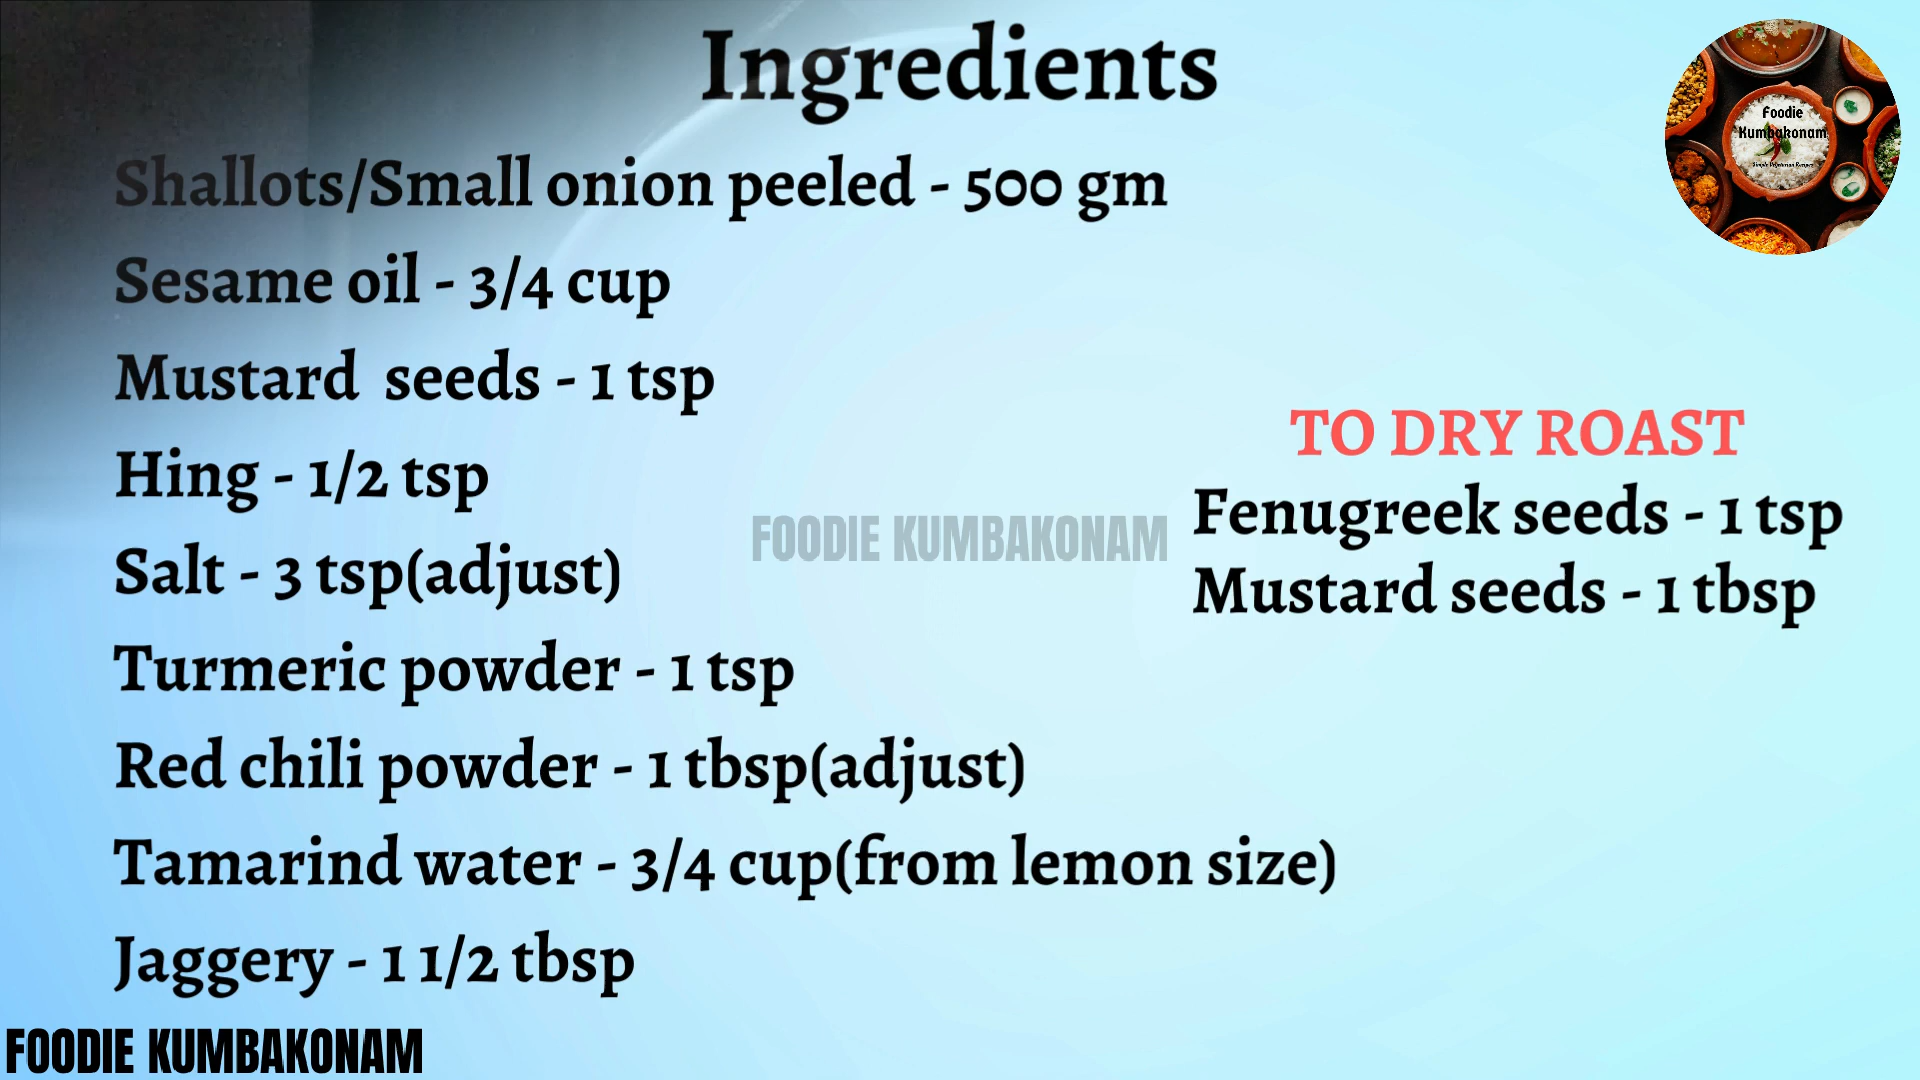 Ingredients
Foodie
Kumbakonam
Simple Vegetarian Recipes
Shallots/Small onion peeled - 500 gm
Sesame oil - 3/4 cup
Mustard seeds - 1 tsp
Hing - 1/2 tsp
Salt - 3 tsp(adjust)
Turmeric powder - 1 tsp
Red chili powder - 1 tbsp(adjust)
Tamarind water - 3/4 cup(from lemon size)
Jaggery - 1 1/2 tbsp
TO DRY ROAST
Fenugreek seeds - 1 tsp
Mustard seeds - 1 tbsp
FOODIE KUMBAKONAM
FOODIE KUMBAKONAM